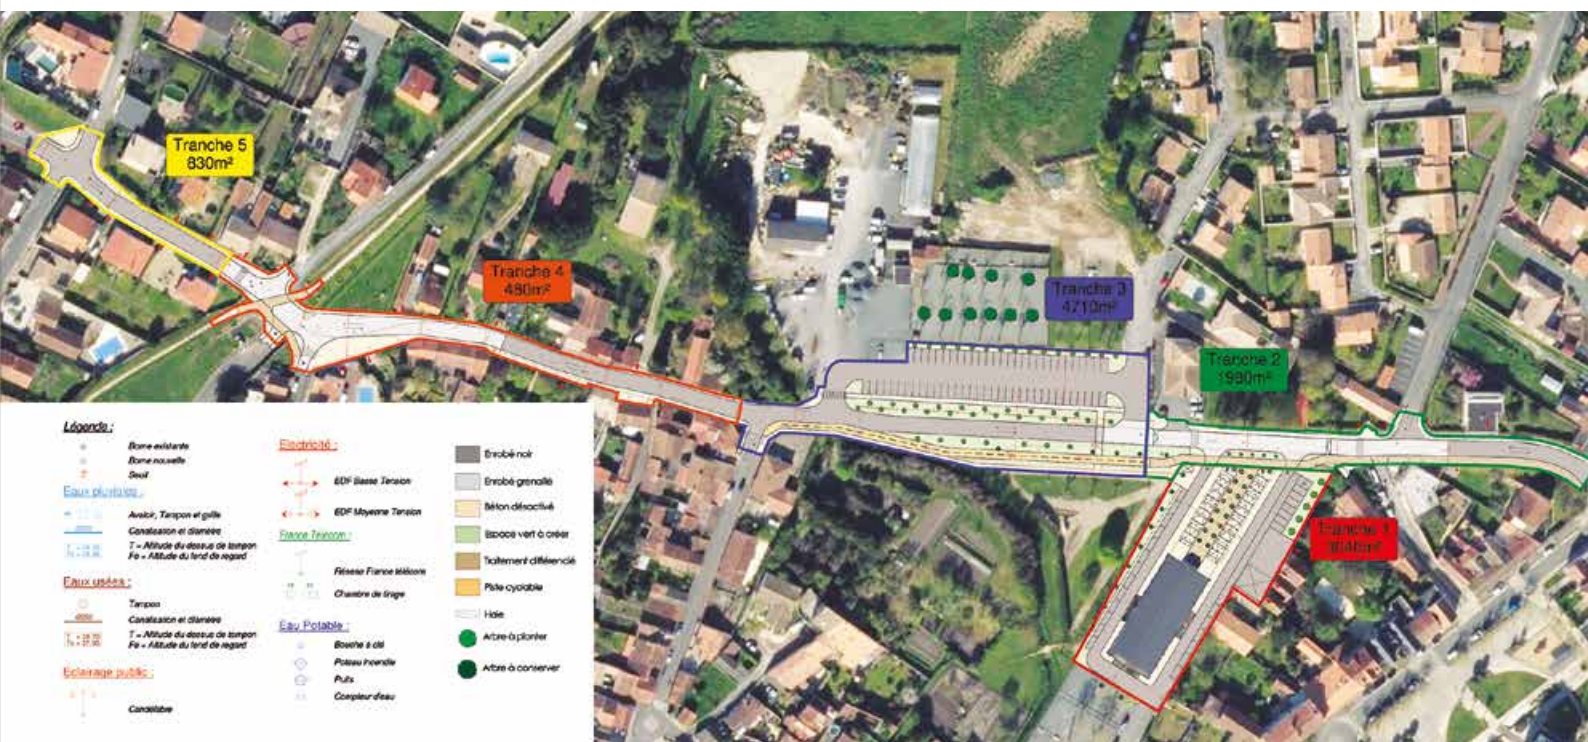 Tranche 5
830m²
Tranche 4
480m²
Tranche 3
4710m²
Tranche 2
1980m²
Tranche 1
Légende :
Borne existante
Borne nouvelle
Seuil
Eaux pluviales :
Avaloir, Tampon et grille
Canalisation et diamètre
T = Altitude du dessus de tampon
Fe = Altitude du fond de regard
Eaux usées :
Tampon
Canalisation et diamètre
T = Altitude du dessus de tampon
Fe = Altitude du fond de regard
Eclairage public :
Candélabre
Electricité :
EDF Basse Tension
EDF Moyenne Tension
France Telecom :
Réseau France télécom
Chambre de tirage
Eau Potable :
Bouche à clé
Poteau incendie
Puits
Compteur d'eau
Enrobé noir
Enrobé grenaillé
Béton désactivé
Espace vert à créer
Traitement différencié
Piste cyclable
Haie
Arbre à planter
Arbre à conserver